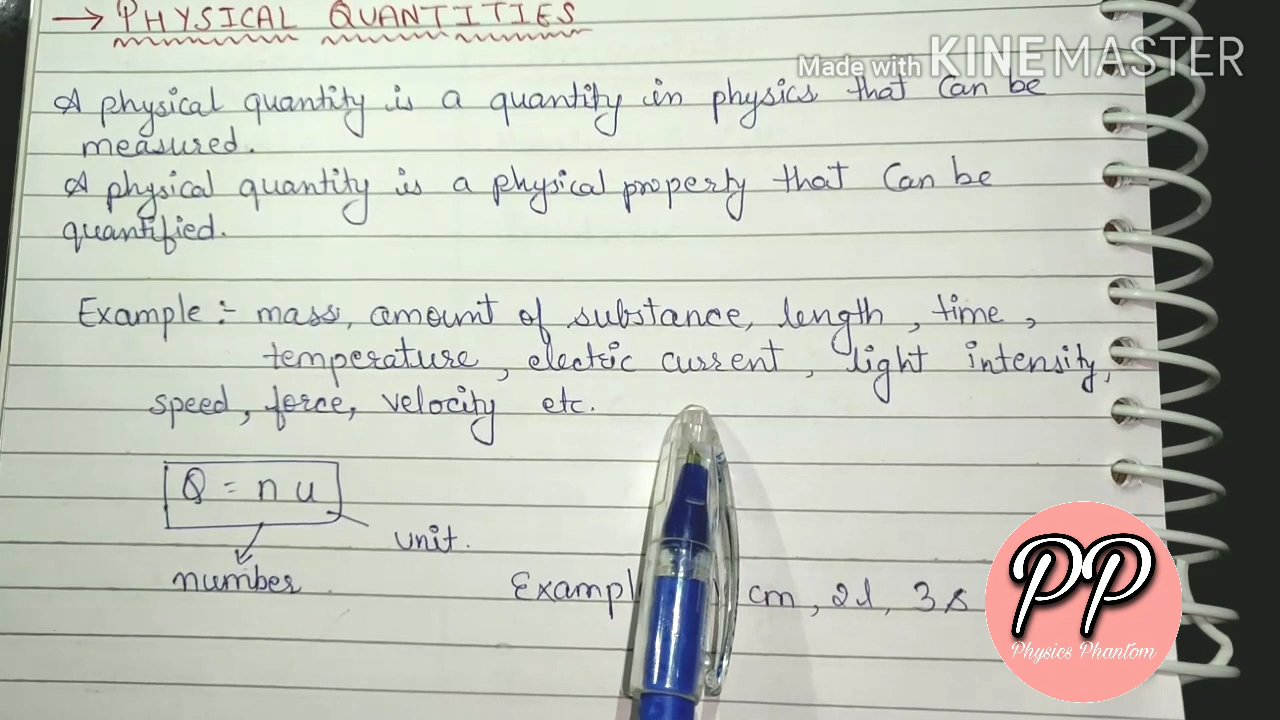 → PHYSICAL QUANTITIES
Made with KINEMASTER
A physical quantity is a quantity in physics that can be
measured.
A physical quantity is a physical property that can be
quantified.
Example :- mass, amount of substance, length, time,
temperature, electric current, light intensity,
speed, force, velocity etc.
Q = n u
unit.
number
cm, 2l, 3s
PP
Physics Phantom